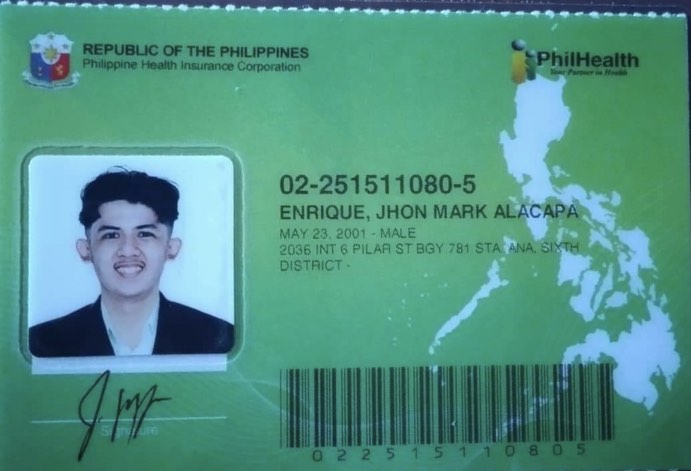 REPUBLIC OF THE PHILIPPINES
Philippine Health Insurance Corporation
PhilHealth
Your Partner in Health
02-251511080-5
ENRIQUE, JHON MARK ALACAPA
MAY 23, 2001 - MALE
2036 INT 6 PILAR ST BGY 781 STA. ANA, SIXTH
DISTRICT -
Signature
022515110805